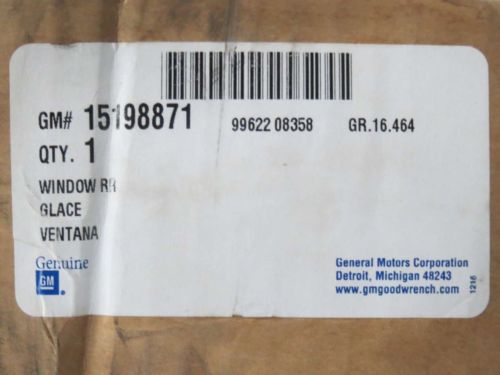 GM# 15198871 99622 08358 GR.16.464
QTY. 1
WINDOW RR
GLACE
VENTANA
Genuine
GM
General Motors Corporation
Detroit, Michigan 48243
www.gmgoodwrench.com
1216